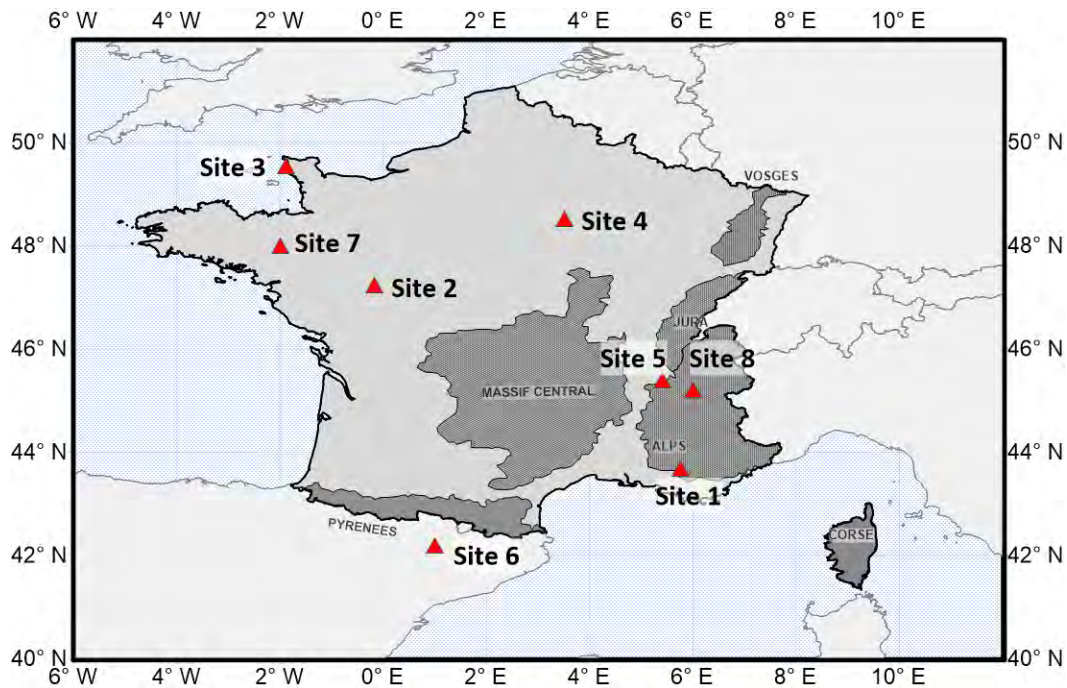 6° W 4° W 2° W 0° E 2° E 4° E 6° E 8° E 10° E
50° N 50° N
Site 3
VOSGES
Site 4
48° N 48° N
Site 7
Site 2
JURA
46° N 46° N
Site 5 Site 8
MASSIF CENTRAL
44° N 44° N
ALPS
Site 1
PYRENEES
42° N 42° N
Site 6
CORSE
40° N 40° N
6° W 4° W 2° W 0° E 2° E 4° E 6° E 8° E 10° E